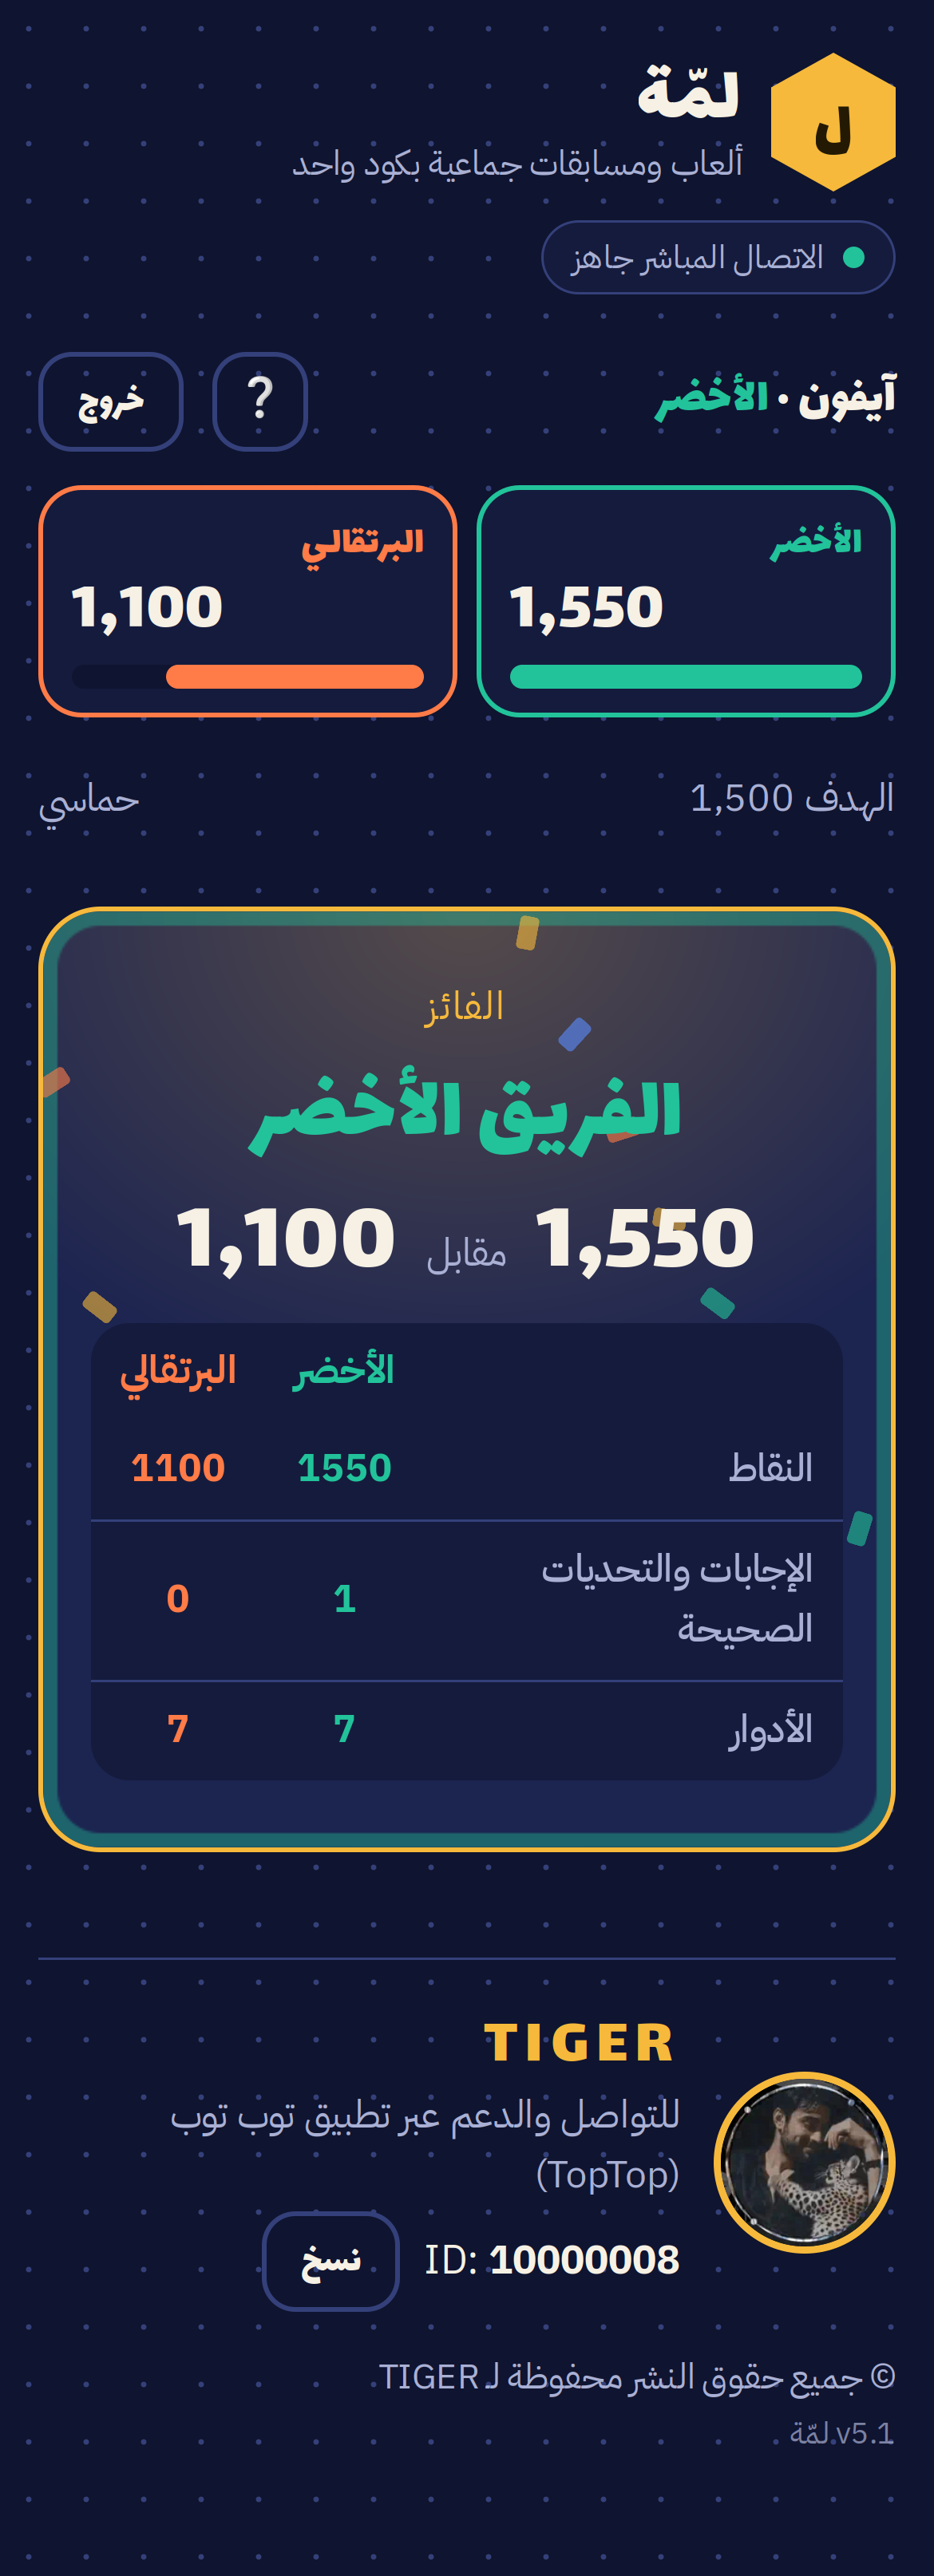 ل
لمّة
ألعاب ومسابقات جماعية بكود واحد
الاتصال المباشر جاهز
آيفون · الأخضر
?
خروج
الأخضر
1,550
البرتقالي
1,100
الهدف 1,500
حماسي
الفائز
الفريق الأخضر
1,550 مقابل 1,100
الأخضر البرتقالي
النقاط 1550 1100
الإجابات والتحديات
الصحيحة 1 0
الأدوار 7 7
TIGER
للتواصل والدعم عبر تطبيق توب توب
(TopTop)
ID: 10000008
نسخ
© جميع حقوق النشر محفوظة لـ TIGER
لمّة v5.1